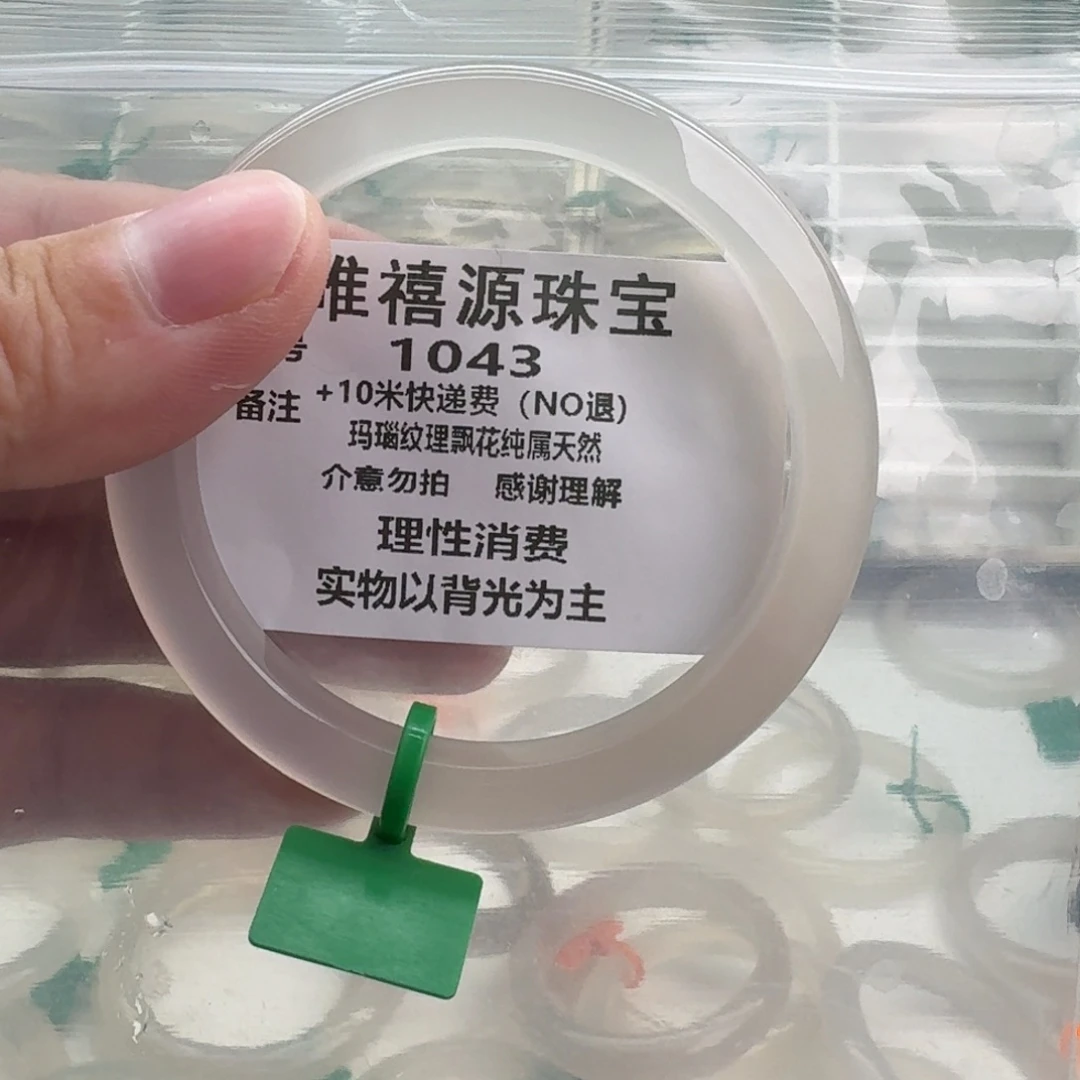 禧源珠宝
号 1043
备注 +10米快递费（NO退）
玛瑙纹理飘花纯属天然
介意勿拍 感谢理解
理性消费
实物以背光为主